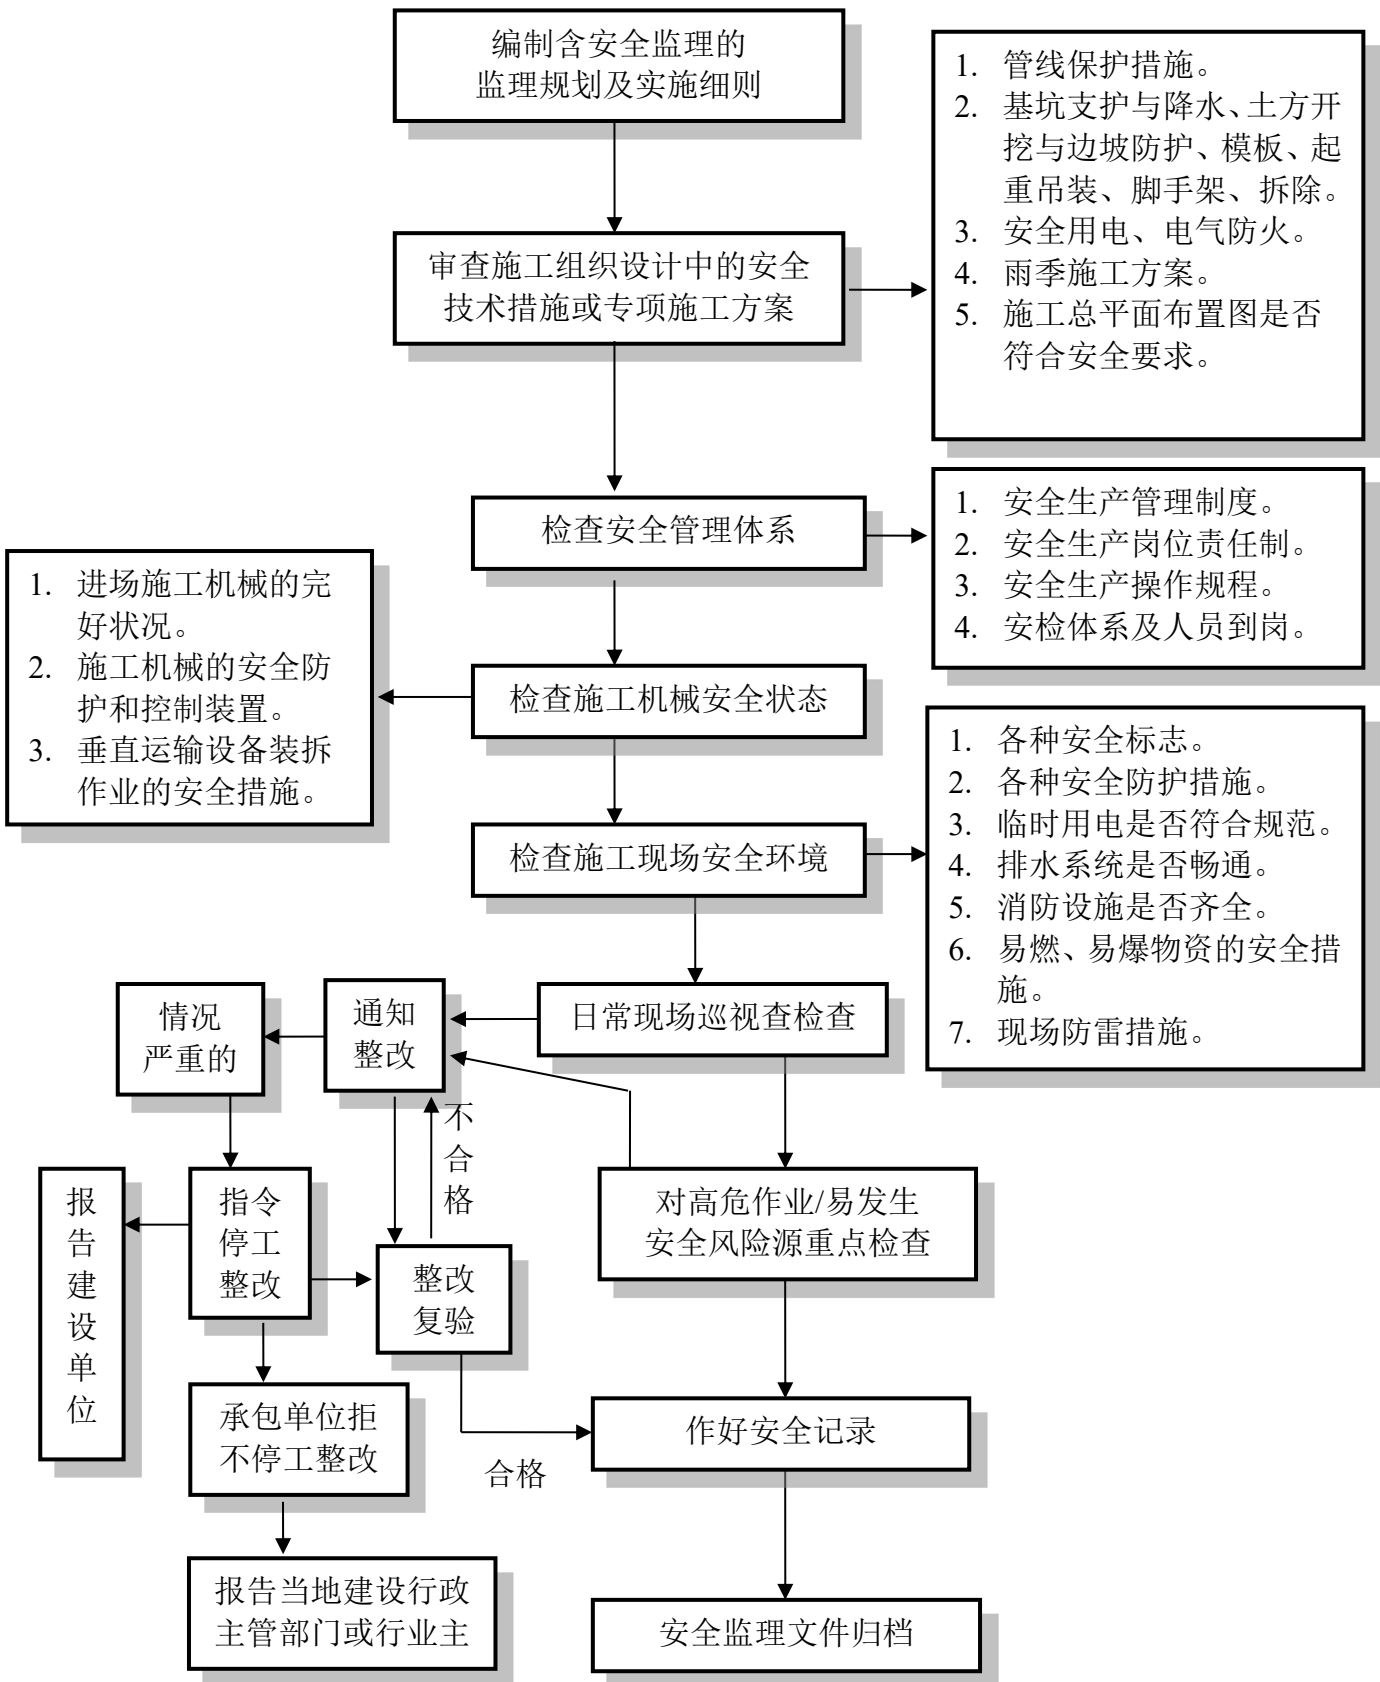 编制含安全监理的
监理规划及实施细则
1. 管线保护措施。
2. 基坑支护与降水、土方开
挖与边坡防护、模板、起
重吊装、脚手架、拆除。
3. 安全用电、电气防火。
4. 雨季施工方案。
5. 施工总平面布置图是否
符合安全要求。
审查施工组织设计中的安全
技术措施或专项施工方案
检查安全管理体系
1. 安全生产管理制度。
2. 安全生产岗位责任制。
3. 安全生产操作规程。
4. 安检体系及人员到岗。
1. 进场施工机械的完
好状况。
2. 施工机械的安全防
护和控制装置。
3. 垂直运输设备装拆
作业的安全措施。
检查施工机械安全状态
1. 各种安全标志。
2. 各种安全防护措施。
3. 临时用电是否符合规范。
4. 排水系统是否畅通。
5. 消防设施是否齐全。
6. 易燃、易爆物资的安全措
施。
7. 现场防雷措施。
检查施工现场安全环境
日常现场巡视查检查
通知
整改
情况
严重的
不
合
格
对高危作业/易发生
安全风险源重点检查
指令
停工
整改
报
告
建
设
单
位
整改
复验
承包单位拒
不停工整改
合格
作好安全记录
报告当地建设行政
主管部门或行业主
安全监理文件归档